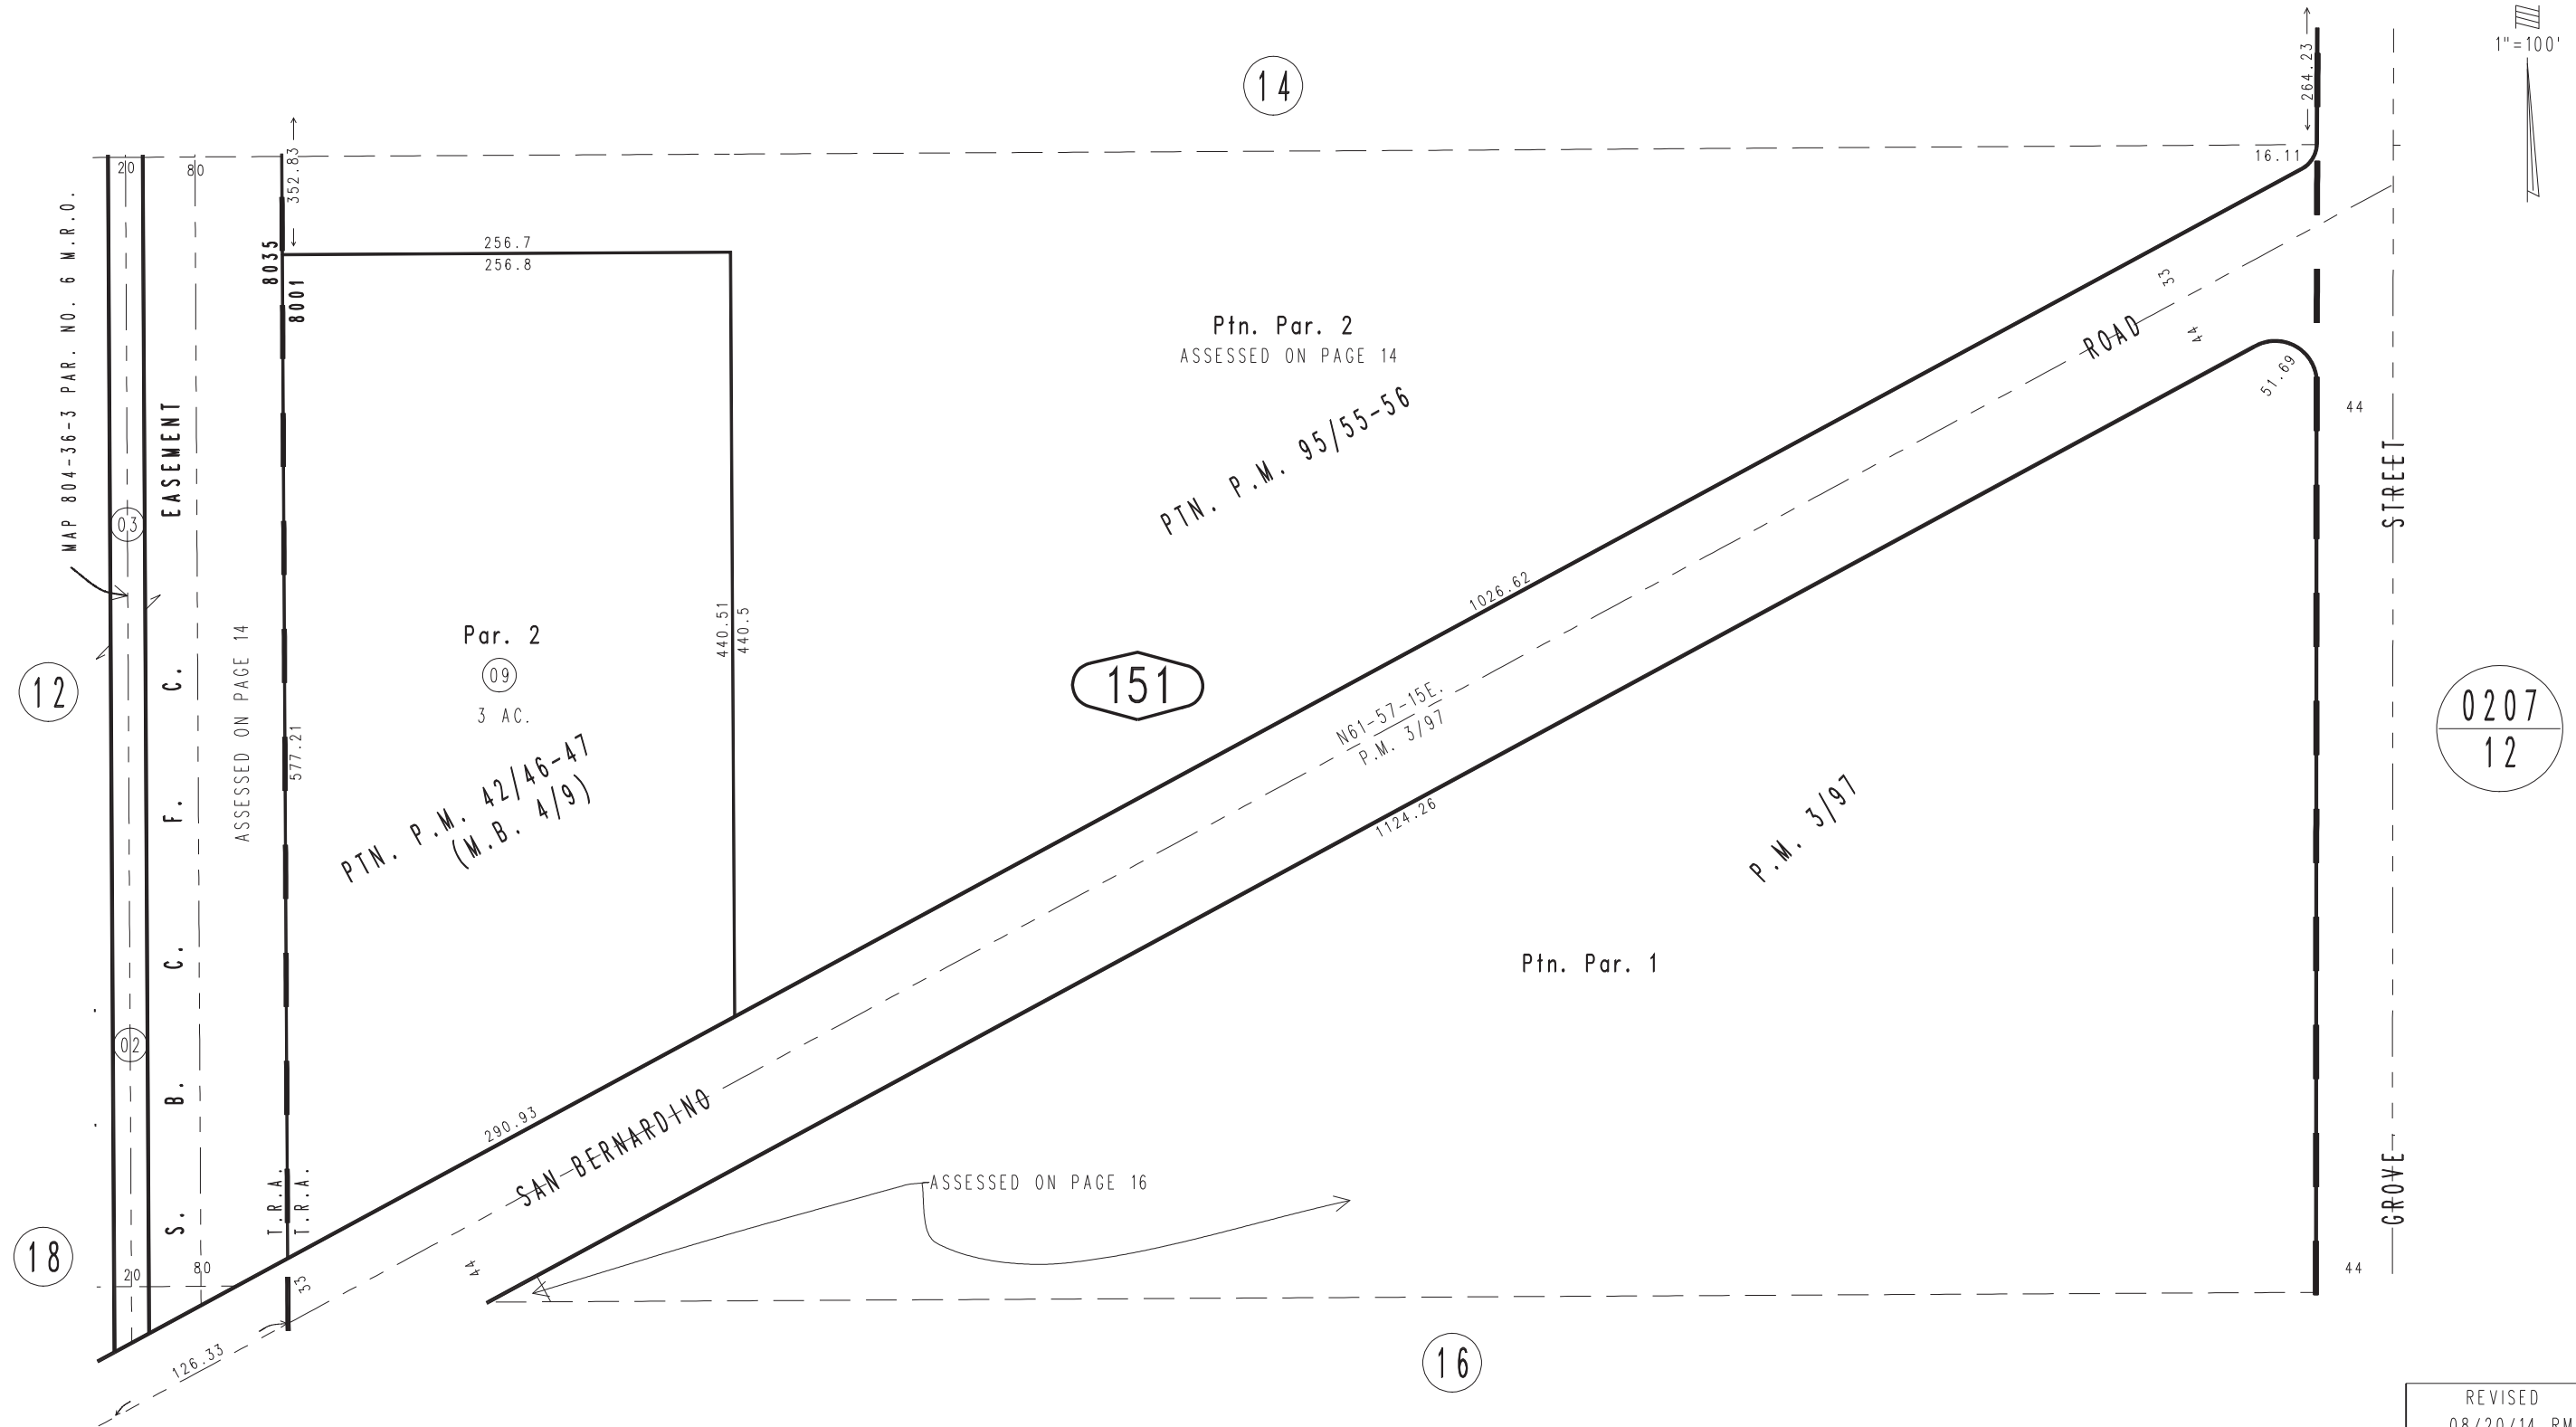 1"=100'
14
264.23
16.11
20
80
352.83
MAP 804-36-3 PAR. NO. 6 M.R.O.
8035
8001
256.7
256.8
Ptn. Par. 2
ASSESSED ON PAGE 14
PTN. P.M. 95/55-56
33
ROAD
44
51.69
44
STREET
03
EASEMENT
1026.62
440.51
440.5
Par. 2
09
3 AC.
12
ASSESSED ON PAGE 14
577.21
151
N61-57-15E.
P.M. 3/97
0207
12
PTN. P.M. 42/46-47
(M.B. 4/9)
1124.26
P.M. 3/97
Ptn. Par. 1
02
S. B. C. F. C.
290.93
SAN BERNARDINO
T.R.A.
T.R.A.
ASSESSED ON PAGE 16
GROVE
18
20
80
33
44
44
126.33
16
REVISED
08/20/14 RM